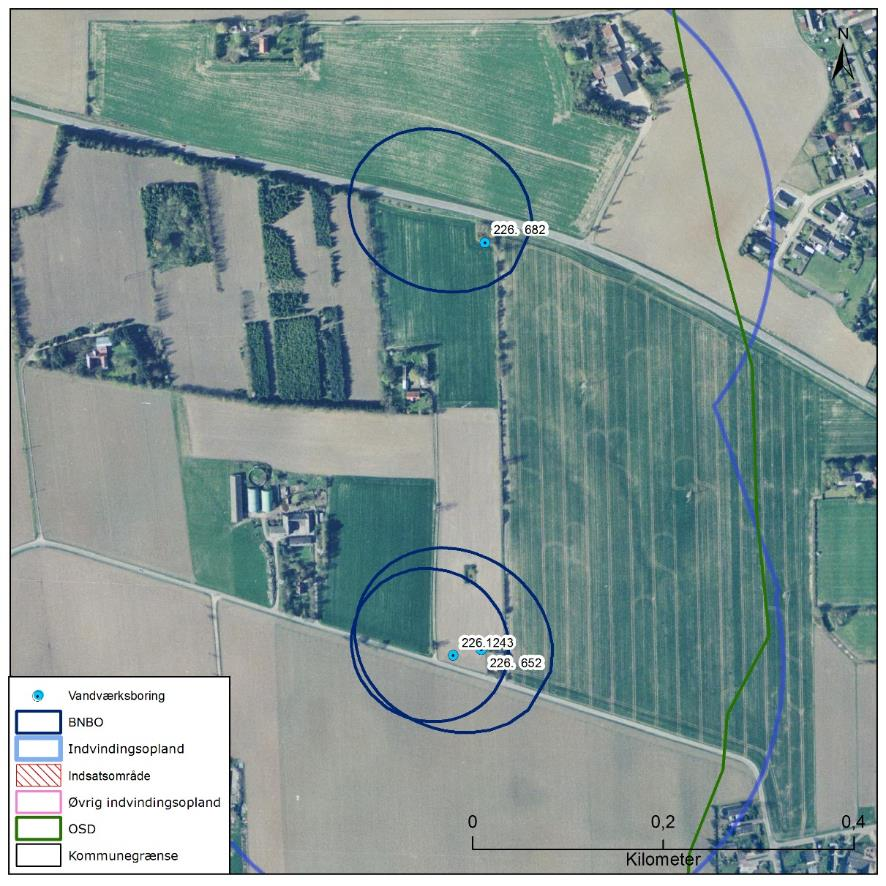 N
226. 682
226.1243
226. 652
Vandværksboring
BNBO
Indvindingsopland
Indsatsområde
Øvrig indvindingsopland
OSD
Kommunegrænse
0 0,2 0,4
Kilometer